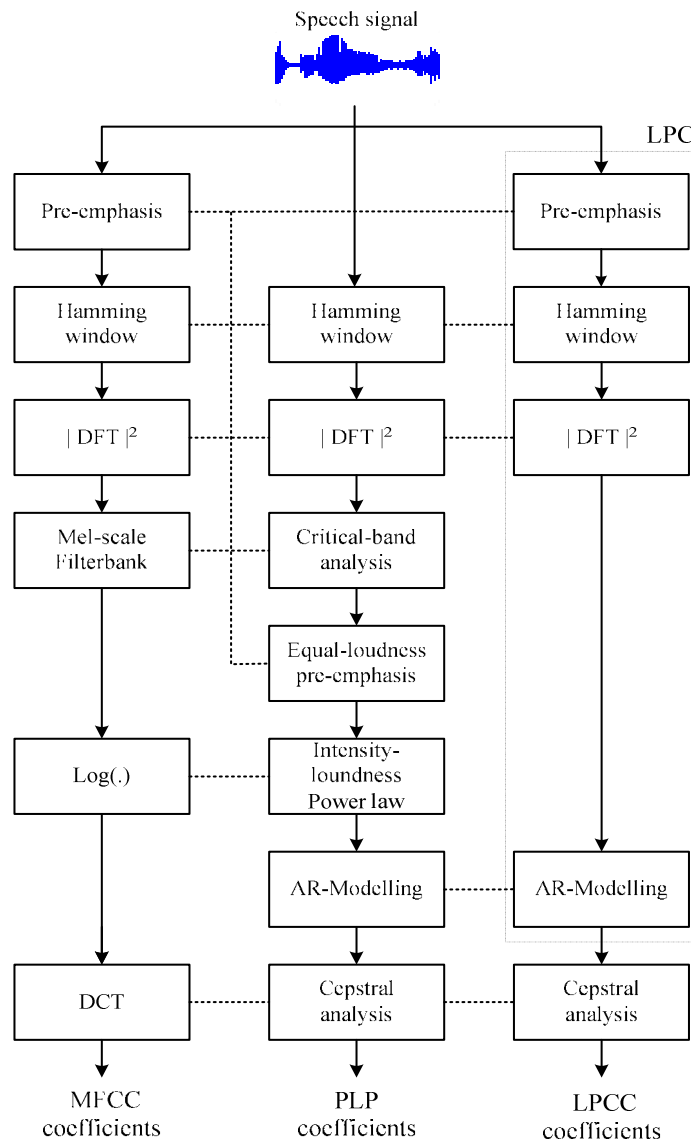 Speech signal
LPC
Pre-emphasis
Pre-emphasis
Hamming
window
Hamming
window
Hamming
window
| DFT |²
| DFT |²
| DFT |²
Mel-scale
Filterbank
Critical-band
analysis
Equal-loudness
pre-emphasis
Log(.)
Intensity-
loundness
Power law
AR-Modelling
AR-Modelling
DCT
Cepstral
analysis
Cepstral
analysis
MFCC
coefficients
PLP
coefficients
LPCC
coefficients